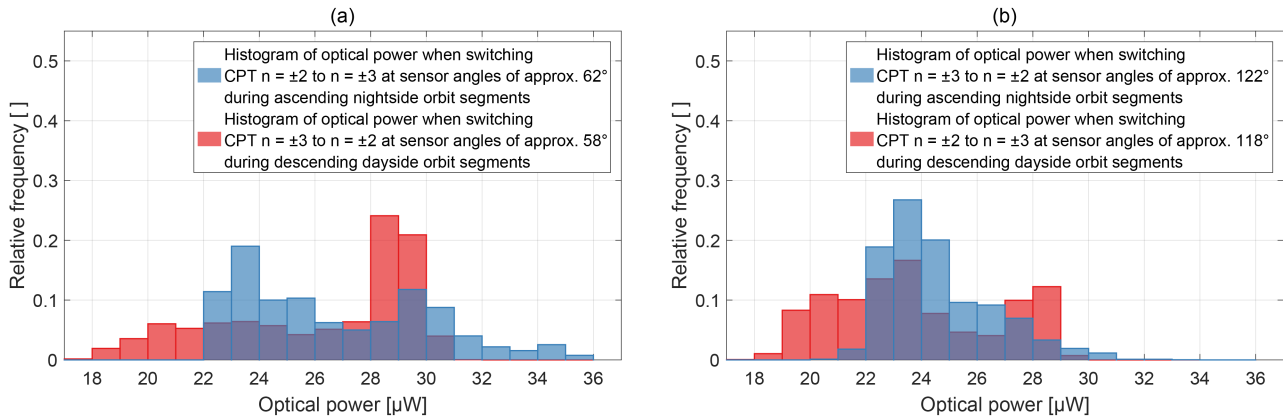 (a)
0.5
0.4
0.3
0.2
0.1
0
Relative frequency [ ]
Histogram of optical power when switching
CPT n = ±2 to n = ±3 at sensor angles of approx. 62°
during ascending nightside orbit segments
Histogram of optical power when switching
CPT n = ±3 to n = ±2 at sensor angles of approx. 58°
during descending dayside orbit segments
18 20 22 24 26 28 30 32 34 36
Optical power [µW]
(b)
0.5
0.4
0.3
0.2
0.1
0
Relative frequency [ ]
Histogram of optical power when switching
CPT n = ±3 to n = ±2 at sensor angles of approx. 122°
during ascending nightside orbit segments
Histogram of optical power when switching
CPT n = ±2 to n = ±3 at sensor angles of approx. 118°
during descending dayside orbit segments
18 20 22 24 26 28 30 32 34 36
Optical power [µW]